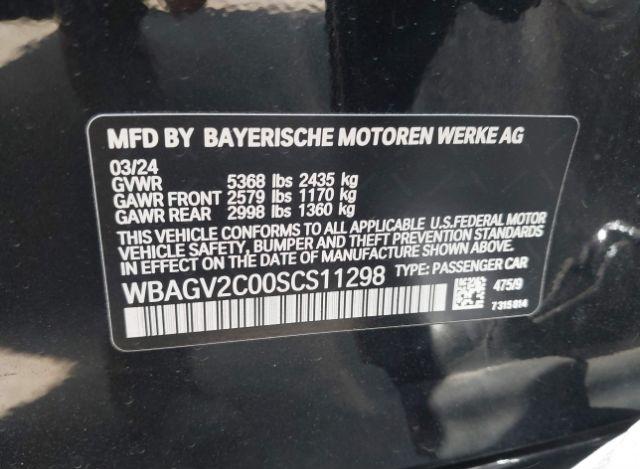 MFD BY BAYERISCHE MOTOREN WERKE AG
03/24
GVWR 5368 lbs 2435 kg
GAWR FRONT 2579 lbs 1170 kg
GAWR REAR 2998 lbs 1360 kg
THIS VEHICLE CONFORMS TO ALL APPLICABLE U.S.FEDERAL MOTOR
VEHICLE SAFETY, BUMPER AND THEFT PREVENTION STANDARDS
IN EFFECT ON THE DATE OF MANUFACTURE SHOWN ABOVE.
WBAGV2C00SCS11298 TYPE: PASSENGER CAR
475/9
7315814